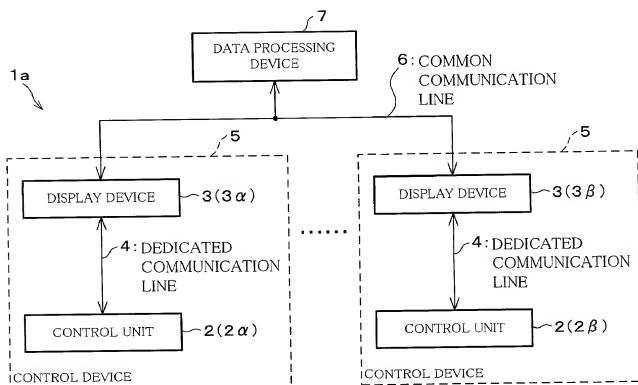 7
DATA PROCESSING
DEVICE
1a
6: COMMON
COMMUNICATION
LINE
5
5
DISPLAY DEVICE
3(3α)
DISPLAY DEVICE
3(3β)
4: DEDICATED
COMMUNICATION
LINE
......
4: DEDICATED
COMMUNICATION
LINE
CONTROL UNIT
2(2α)
CONTROL UNIT
2(2β)
CONTROL DEVICE
CONTROL DEVICE